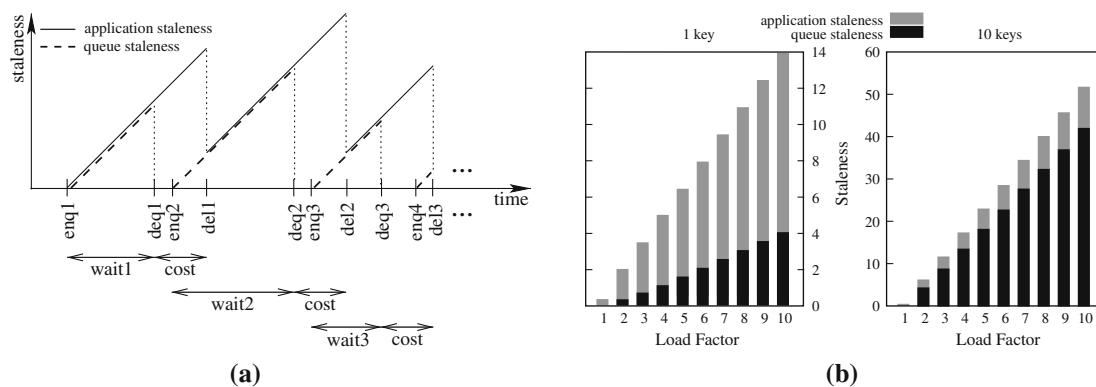 application staleness
queue staleness
staleness
time
enq1
deq1
enq2
del1
deq2
enq3
del2
deq3
enq4
del3
...
...
wait1
cost
wait2
cost
wait3
cost
(a)
application staleness
queue staleness
1 key
10 keys
14
12
10
8
6
4
2
0
Staleness
60
50
40
30
20
10
0
1 2 3 4 5 6 7 8 9 10
1 2 3 4 5 6 7 8 9 10
Load Factor
Load Factor
(b)